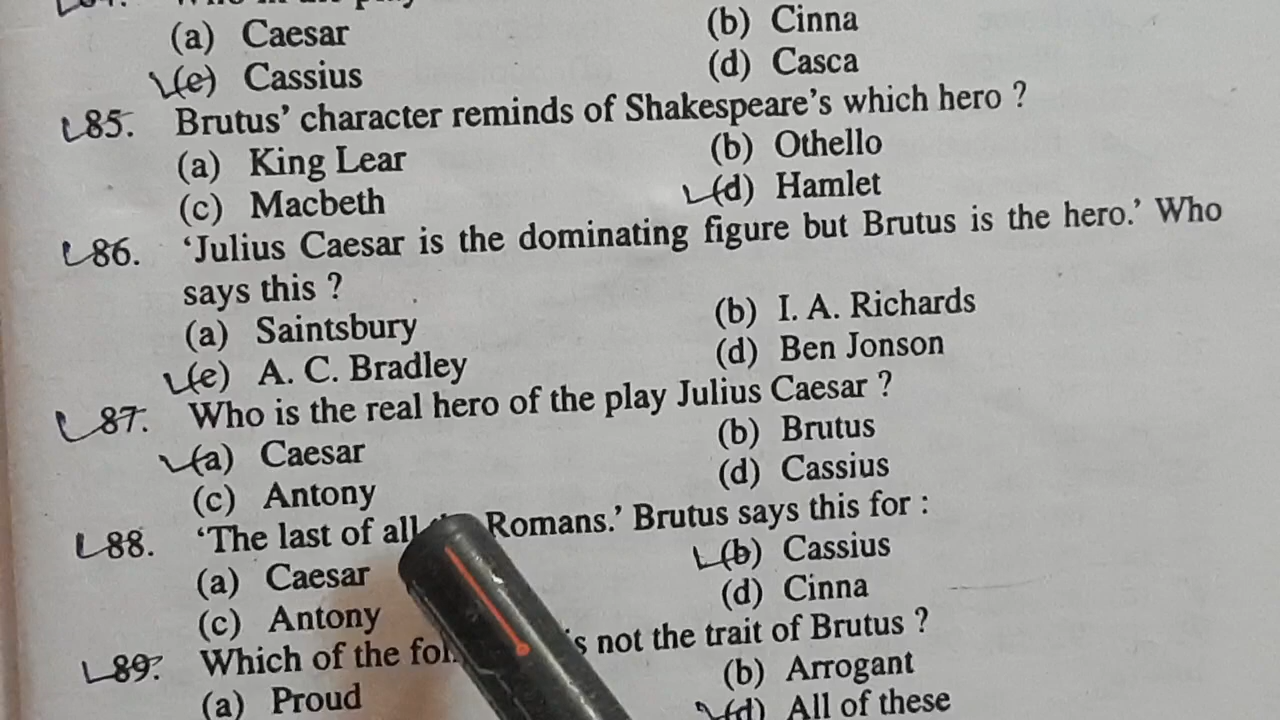 (a) Caesar (b) Cinna
(c) Cassius (d) Casca
85. Brutus' character reminds of Shakespeare's which hero ?
(a) King Lear (b) Othello
(c) Macbeth (d) Hamlet
86. 'Julius Caesar is the dominating figure but Brutus is the hero.' Who
says this ?
(a) Saintsbury (b) I. A. Richards
(c) A. C. Bradley (d) Ben Jonson
87. Who is the real hero of the play Julius Caesar ?
(a) Caesar (b) Brutus
(c) Antony (d) Cassius
88. 'The last of all Romans.' Brutus says this for :
(a) Caesar (b) Cassius
(c) Antony (d) Cinna
89. Which of the not the trait of Brutus ?
(a) Proud (b) Arrogant
(d) All of these